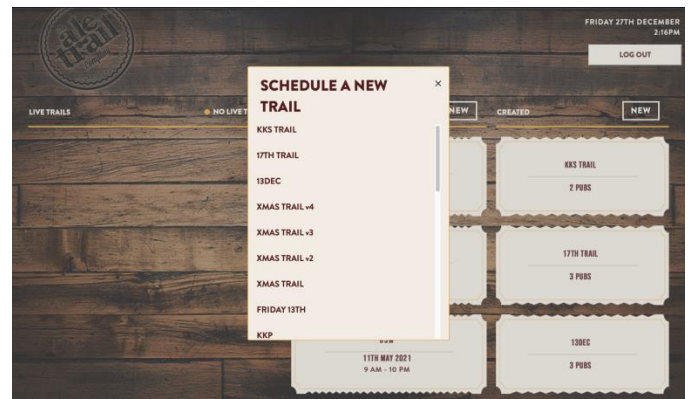 ale
trail
FRIDAY 27TH DECEMBER
2:16PM
LOG OUT
LIVE TRAILS
NO LIVE T
NEW
CREATED
NEW
SCHEDULE A NEW
TRAIL
×
KKS TRAIL
17TH TRAIL
13DEC
XMAS TRAIL v4
XMAS TRAIL v3
XMAS TRAIL v2
XMAS TRAIL
FRIDAY 13TH
KKP
11TH MAY 2021
9 AM - 10 PM
KKS TRAIL
2 PUBS
17TH TRAIL
3 PUBS
13DEC
3 PUBS